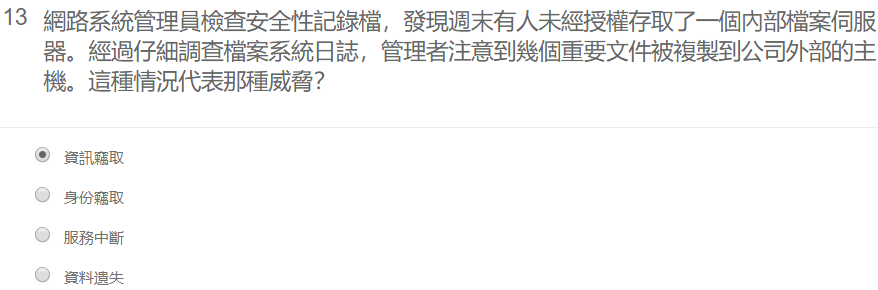 13 網路系統管理員檢查安全性記錄檔，發現週末有人未經授權存取了一個內部檔案伺服
器。經過仔細調查檔案系統日誌，管理者注意到幾個重要文件被複製到公司外部的主
機。這種情況代表那種威脅？
資訊竊取
身份竊取
服務中斷
資料遺失